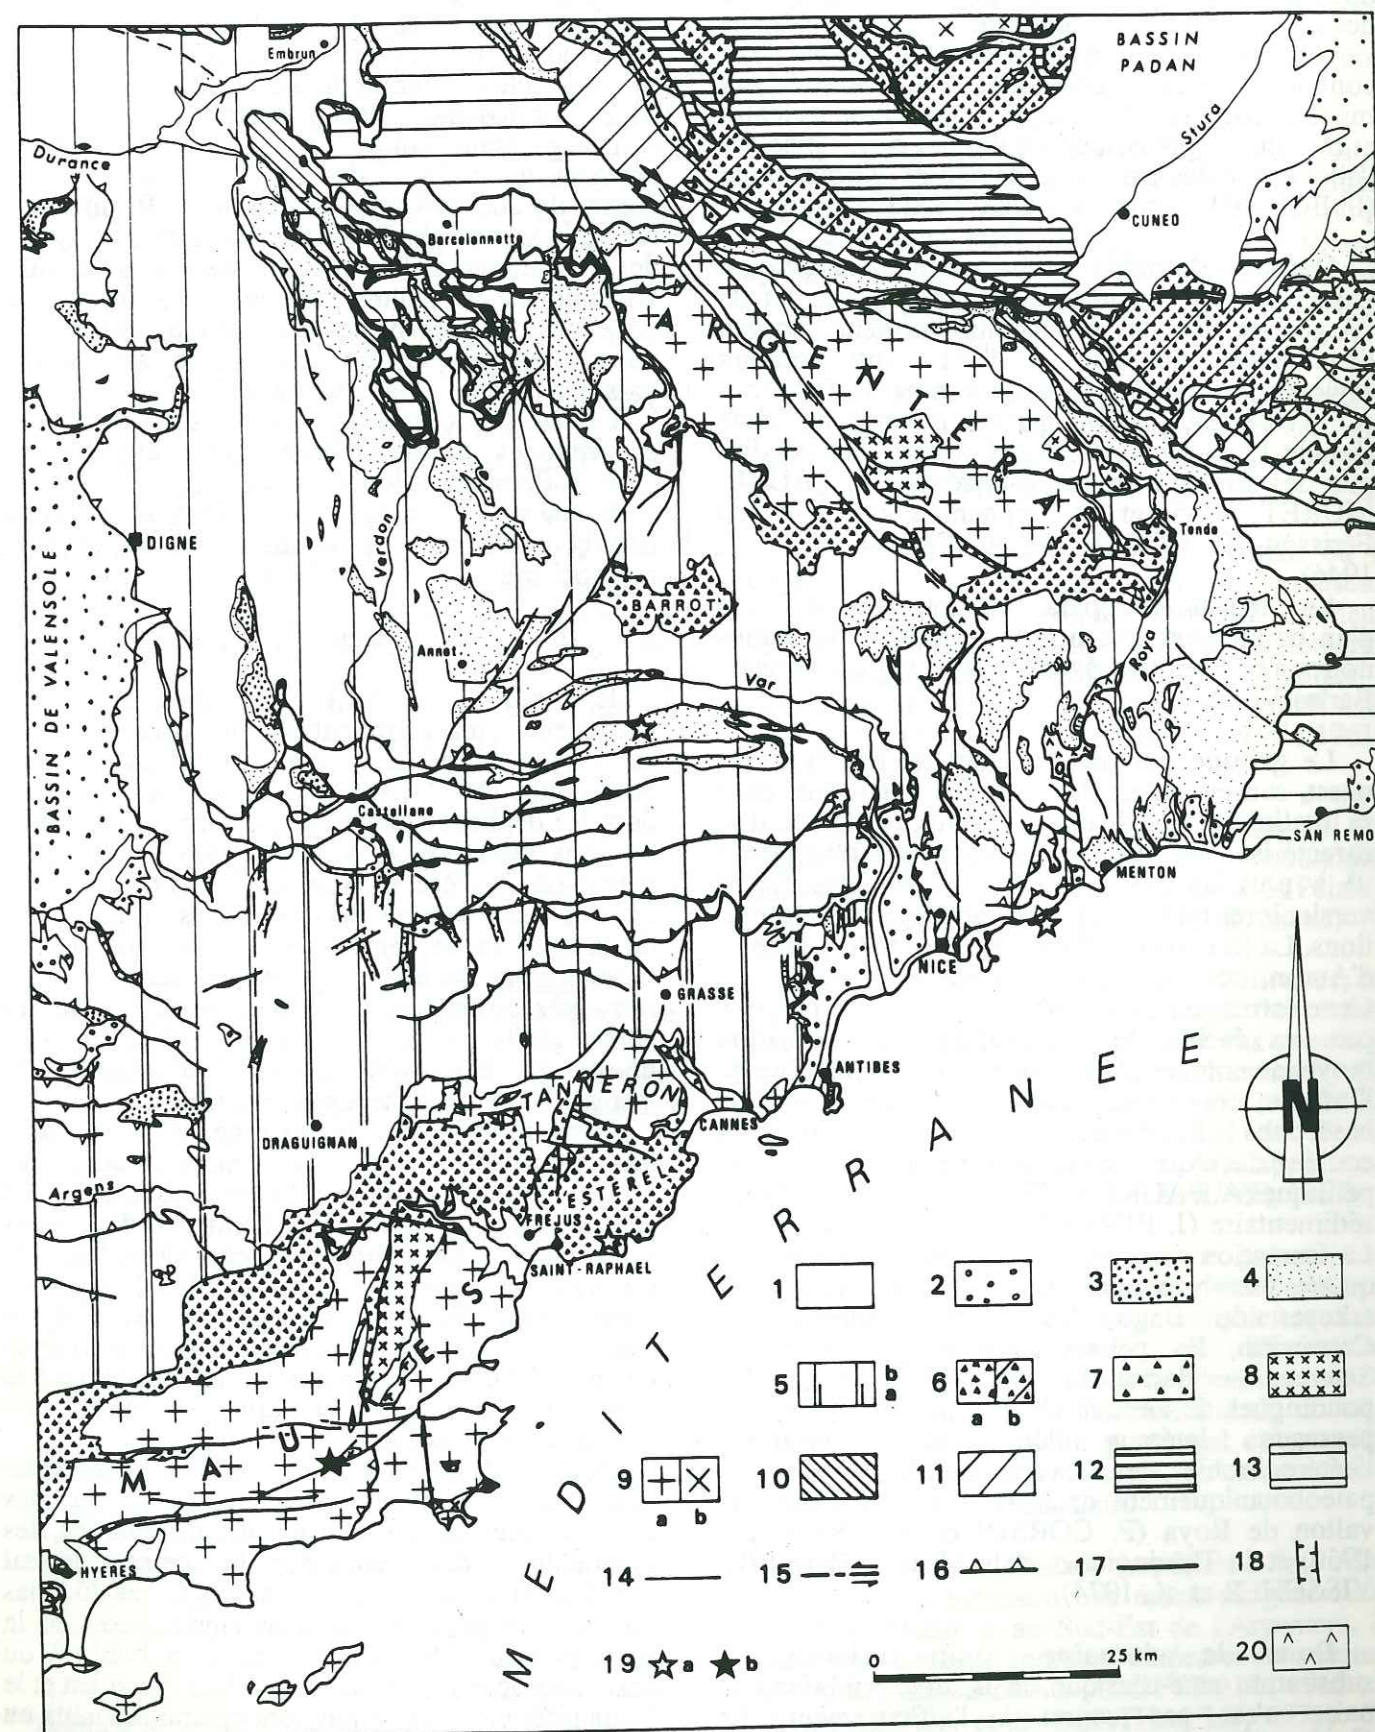 Embrun
BASSIN
PADAN
Stura
Durance
CUNEO
Barcelonnette
ARGENTERA
DIGNE
Verdon
Tende
BASSIN DE VALENSOLE
BARROT
Annot
Roya
Var
Castellane
SAN REMO
MENTON
NICE
GRASSE
ANTIBES
TANNERON
CANNES
DRAGUIGNAN
Argens
ESTEREL
FREJUS
SAINT-RAPHAEL
MAURES
HYERES
MEDITERRANEE
N
1 2 3 4
5 b a 6 a b 7 8
9 a b 10 11 12 13
14 15 16 17 18
19 a b 0 25 km 20